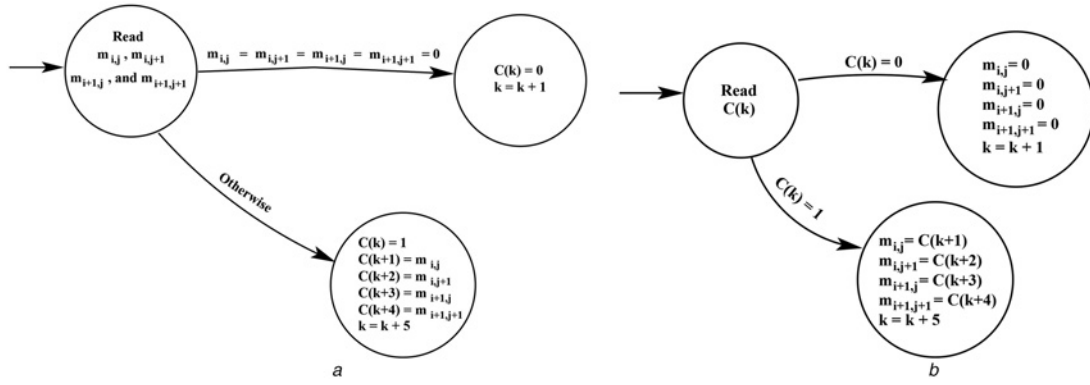 Read
m i,j , m i,j+1
m i+1,j , and m i+1,j+1
m i,j = m i,j+1 = m i+1,j = m i+1,j+1 = 0
C(k) = 0
k = k + 1
Otherwise
C(k) = 1
C(k+1) = m i,j
C(k+2) = m i,j+1
C(k+3) = m i+1,j
C(k+4) = m i+1,j+1
k = k + 5
a
Read
C(k)
C(k) = 0
m i,j = 0
m i,j+1 = 0
m i+1,j = 0
m i+1,j+1 = 0
k = k + 1
C(k) = 1
m i,j = C(k+1)
m i,j+1 = C(k+2)
m i+1,j = C(k+3)
m i+1,j+1 = C(k+4)
k = k + 5
b